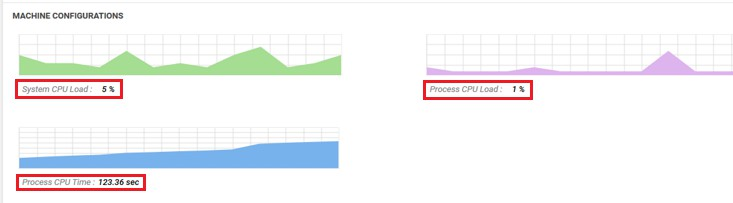 MACHINE CONFIGURATIONS
System CPU Load : 5 %
Process CPU Load : 1 %
Process CPU Time : 123.36 sec